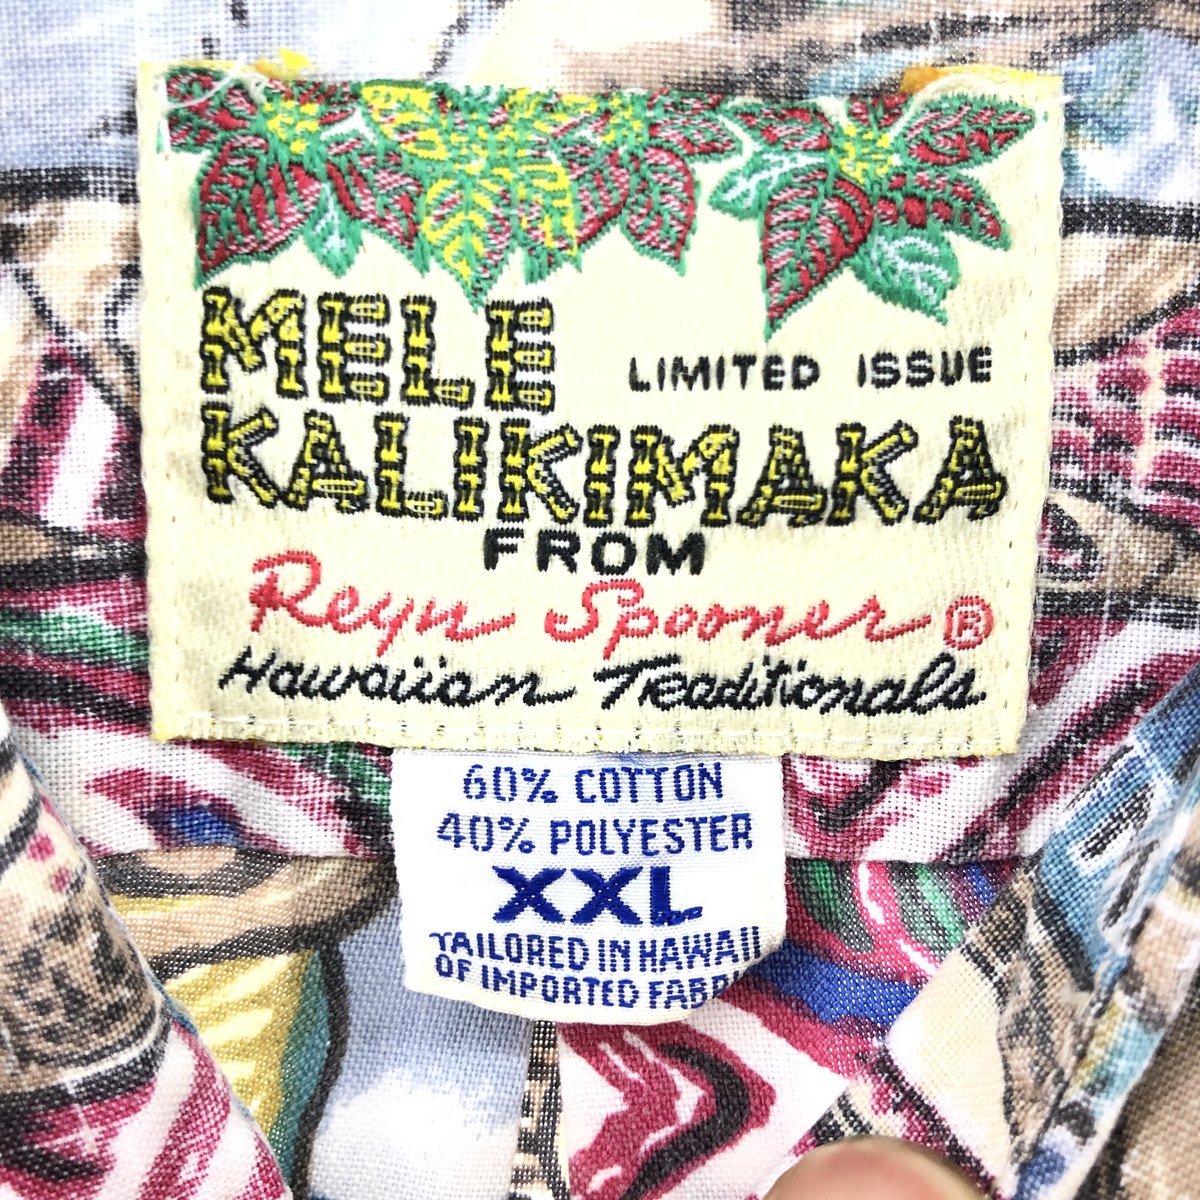 MELE
LIMITED ISSUE
KALIKIMAKA
FROM
Reyn Spooner®
Hawaiian Traditionals.
60% COTTON
40% POLYESTER
XXL
TAILORED IN HAWAII
OF IMPORTED